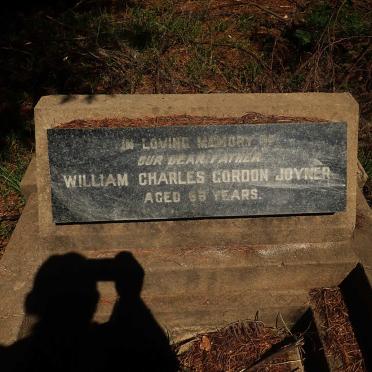 IN LOVING MEMORY OF
OUR DEAR FATHER
WILLIAM CHARLES GORDON JOYNER
AGED YEARS.